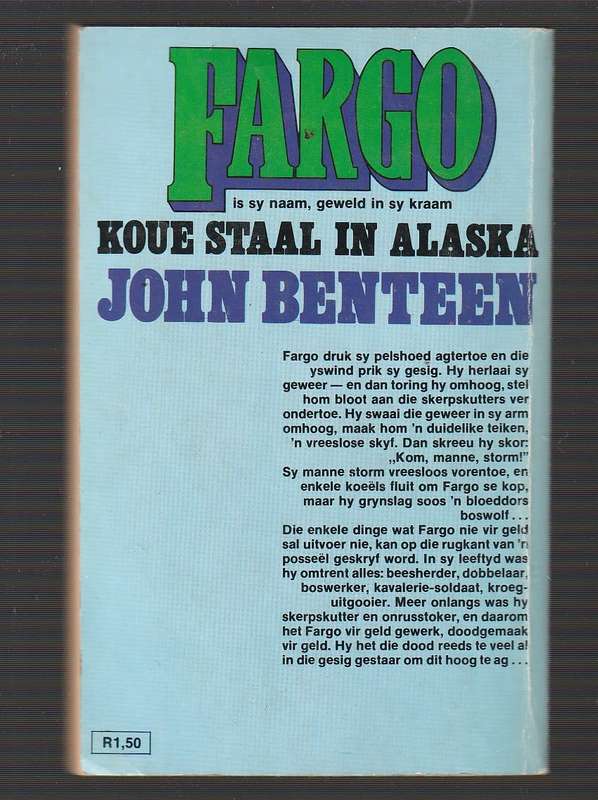 FARGO
is sy naam, geweld in sy kraam
KOUE STAAL IN ALASKA
JOHN BENTEEN
Fargo druk sy pelshoed agtertoe en die
yswind prik sy gesig. Hy herlaai sy
geweer — en dan toring hy omhoog, stel
hom bloot aan die skerpskutters ver
ondertoe. Hy swaai die geweer in sy arm
omhoog, maak hom 'n duidelike teiken,
'n vreeslose skyf. Dan skreeu hy skor:
„Kom, manne, storm!"
Sy manne storm vreesloos vorentoe, en
enkele koeëls fluit om Fargo se kop,
maar hy grynslag soos 'n bloeddors
boswolf . . .
Die enkele dinge wat Fargo nie vir geld
sal uitvoer nie, kan op die rugkant van 'n
posseël geskryf word. In sy leeftyd was
hy omtrent alles: beesherder, dobbelaar,
boswerker, kavalerie-soldaat, kroeg-
uitgooier. Meer onlangs was hy
skerpskutter en onrusstoker, en daarom
het Fargo vir geld gewerk, doodgemaak
vir geld. Hy het die dood reeds te veel al
in die gesig gestaar om dit hoog te ag . . .
R1,50